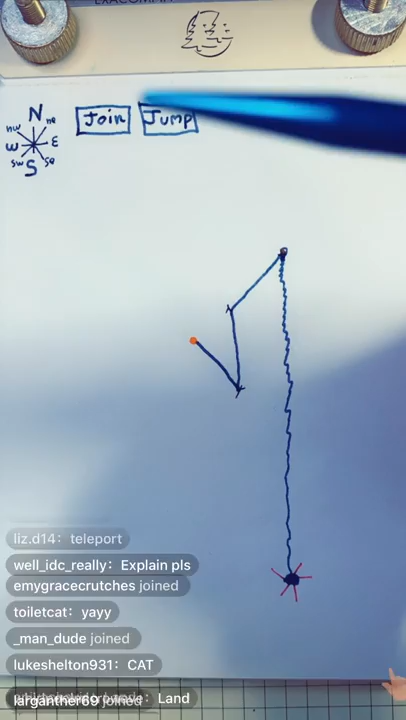 EXACOMPTA
N
nw ne
W E
sw se
S
Join Jump
liz.d14: teleport
well_idc_really: Explain pls
emygracecrutches joined
toiletcat: yayy
_man_dude joined
lukeshelton931: CAT
larganther69 joined : Land